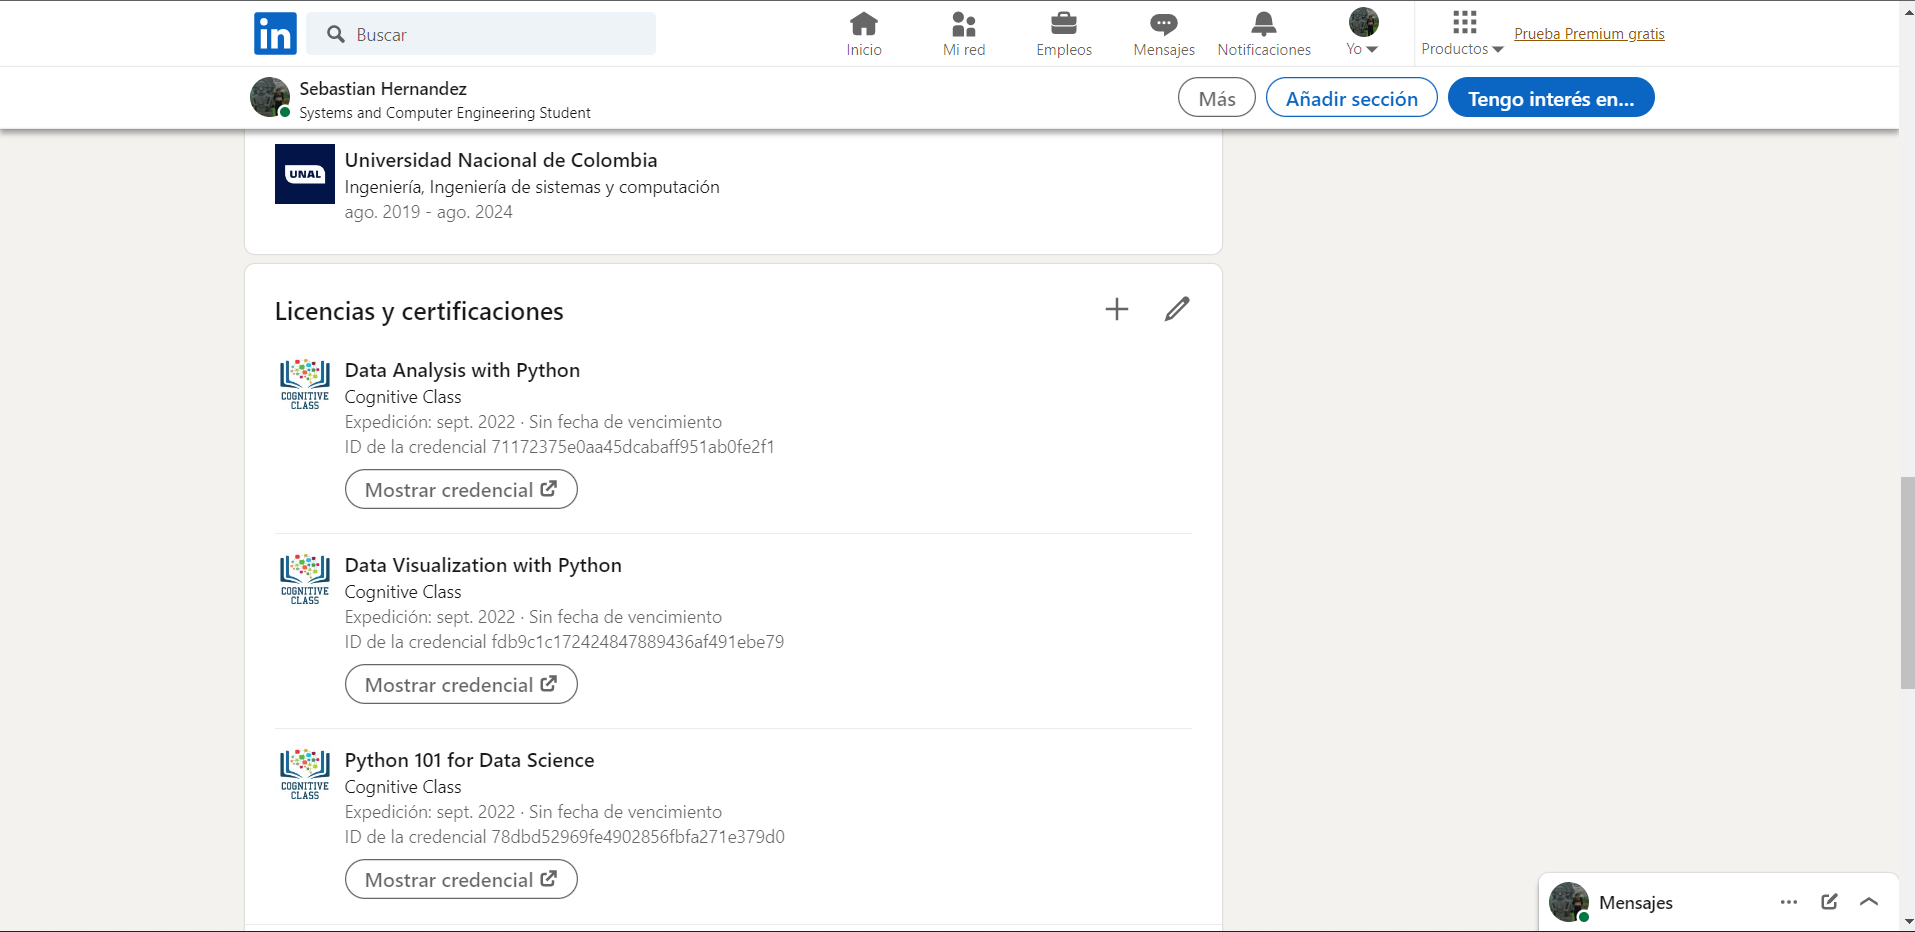 in
Buscar
Inicio
Mi red
Empleos
Mensajes
Notificaciones
Yo
Productos
Prueba Premium gratis
Sebastian Hernandez
Systems and Computer Engineering Student
Más
Añadir sección
Tengo interés en...
UNAL
Universidad Nacional de Colombia
Ingeniería, Ingeniería de sistemas y computación
ago. 2019 - ago. 2024
Licencias y certificaciones
COGNITIVE
CLASS
Data Analysis with Python
Cognitive Class
Expedición: sept. 2022 · Sin fecha de vencimiento
ID de la credencial 71172375e0aa45dcabaff951ab0fe2f1
Mostrar credencial
COGNITIVE
CLASS
Data Visualization with Python
Cognitive Class
Expedición: sept. 2022 · Sin fecha de vencimiento
ID de la credencial fdb9c1c172424847889436af491ebe79
Mostrar credencial
COGNITIVE
CLASS
Python 101 for Data Science
Cognitive Class
Expedición: sept. 2022 · Sin fecha de vencimiento
ID de la credencial 78dbd52969fe4902856fbfa271e379d0
Mostrar credencial
Mensajes